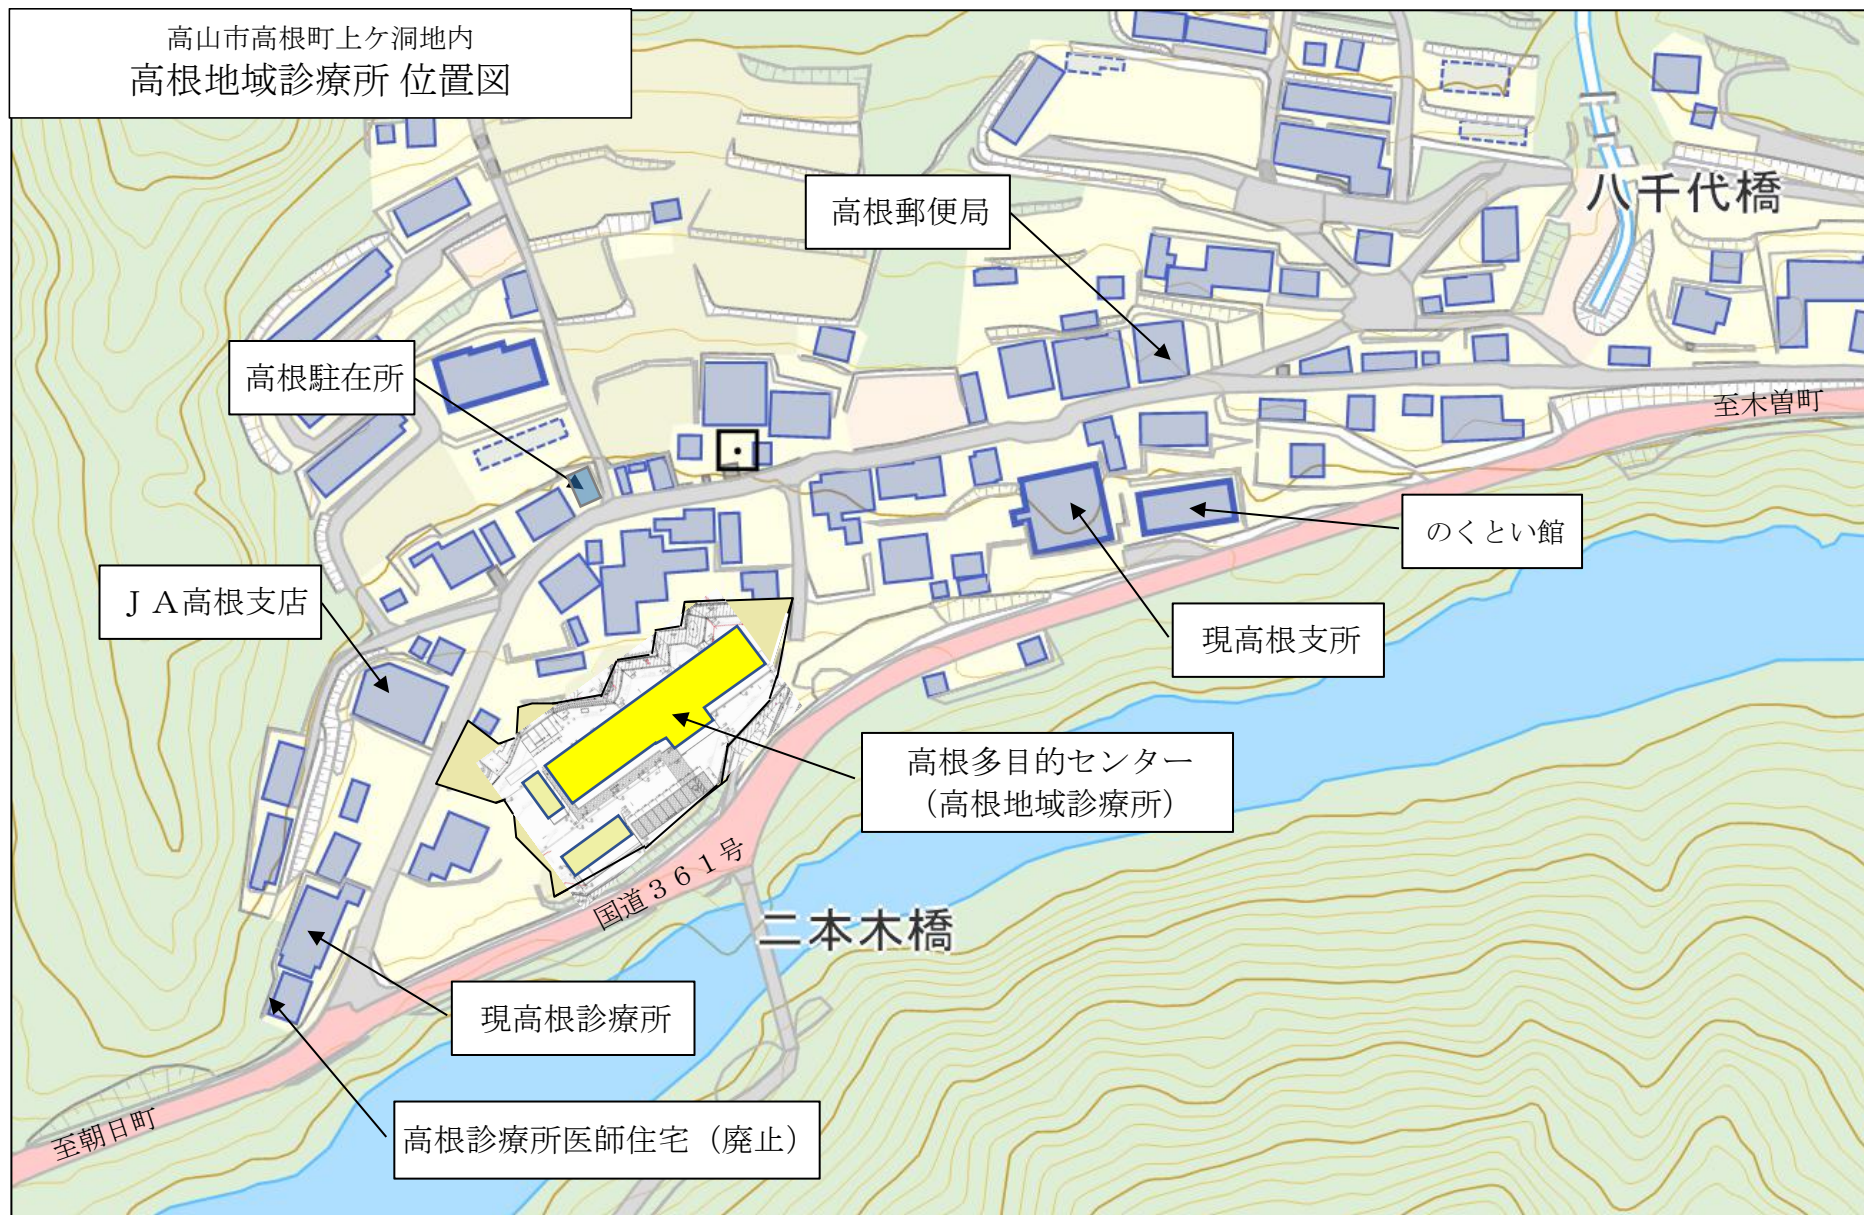 高山市高根町上ケ洞地内
高根地域診療所 位置図
八千代橋
高根郵便局
高根駐在所
至木曽町
のくとい館
ＪＡ高根支店
現高根支所
高根多目的センター
（高根地域診療所）
国道３６１号
二本木橋
現高根診療所
至朝日町
高根診療所医師住宅（廃止）